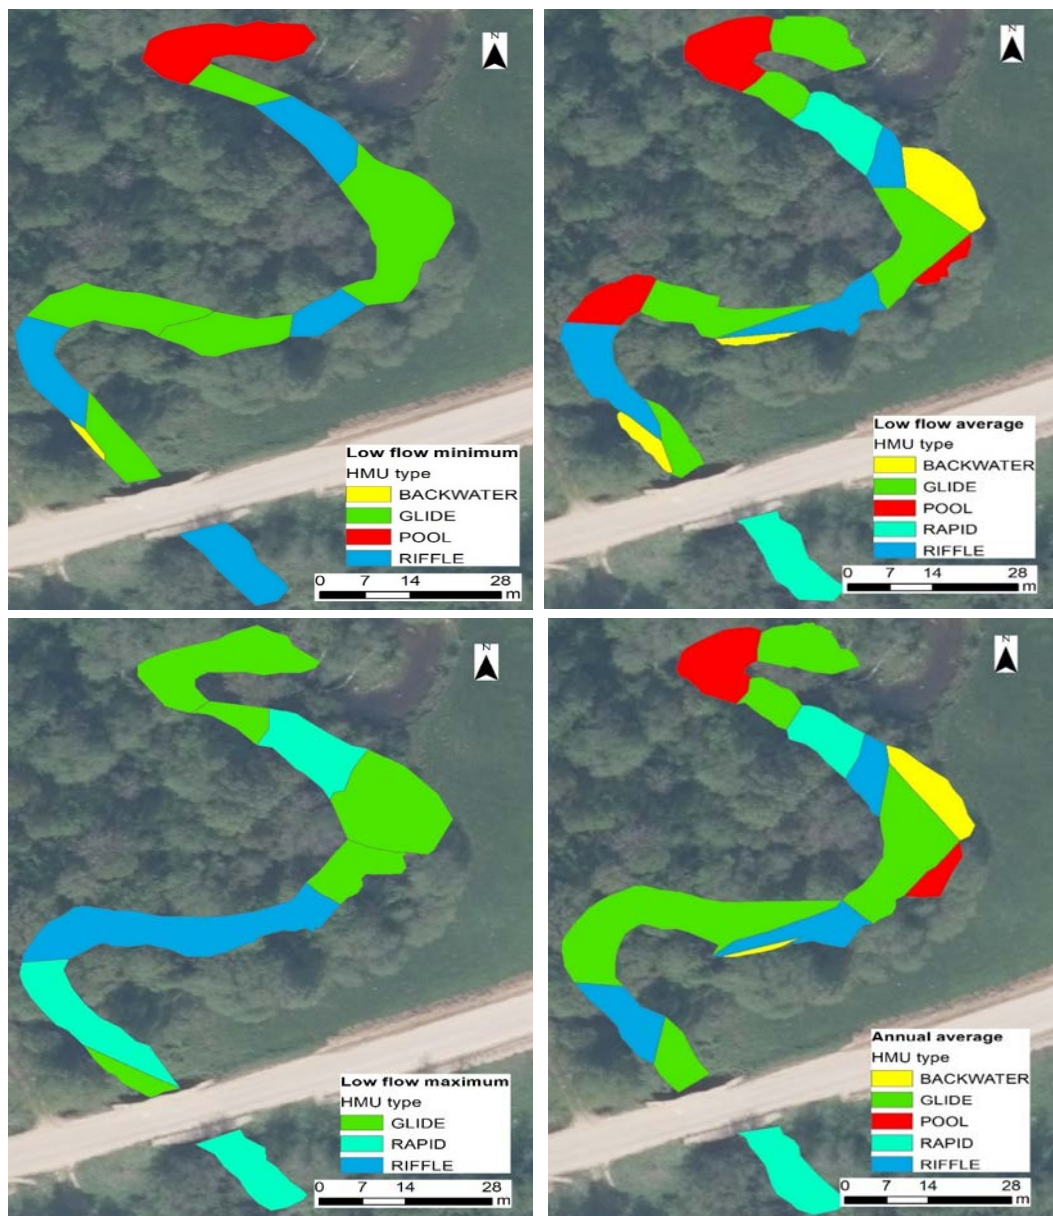 N
Low flow minimum
HMU type
BACKWATER
GLIDE
POOL
RIFFLE
0 7 14 28
m
N
Low flow average
HMU type
BACKWATER
GLIDE
POOL
RAPID
RIFFLE
0 7 14 28
m
N
Low flow maximum
HMU type
GLIDE
RAPID
RIFFLE
0 7 14 28
m
N
Annual average
HMU type
BACKWATER
GLIDE
POOL
RAPID
RIFFLE
0 7 14 28
m